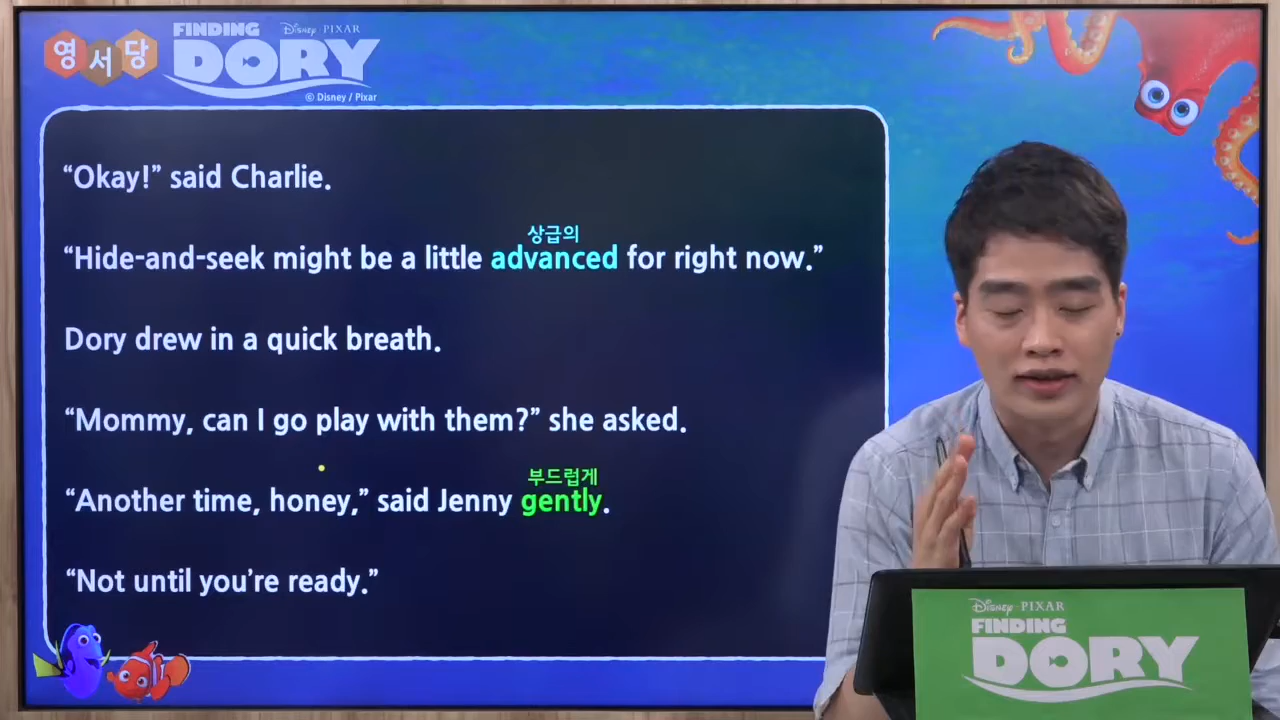 영서당
Disney · PIXAR
FINDING
DORY
© Disney / Pixar
“Okay!” said Charlie.
상급의
“Hide-and-seek might be a little advanced for right now.”
Dory drew in a quick breath.
“Mommy, can I go play with them?” she asked.
부드럽게
“Another time, honey,” said Jenny gently.
“Not until you’re ready.”
Disney · PIXAR
FINDING
DORY